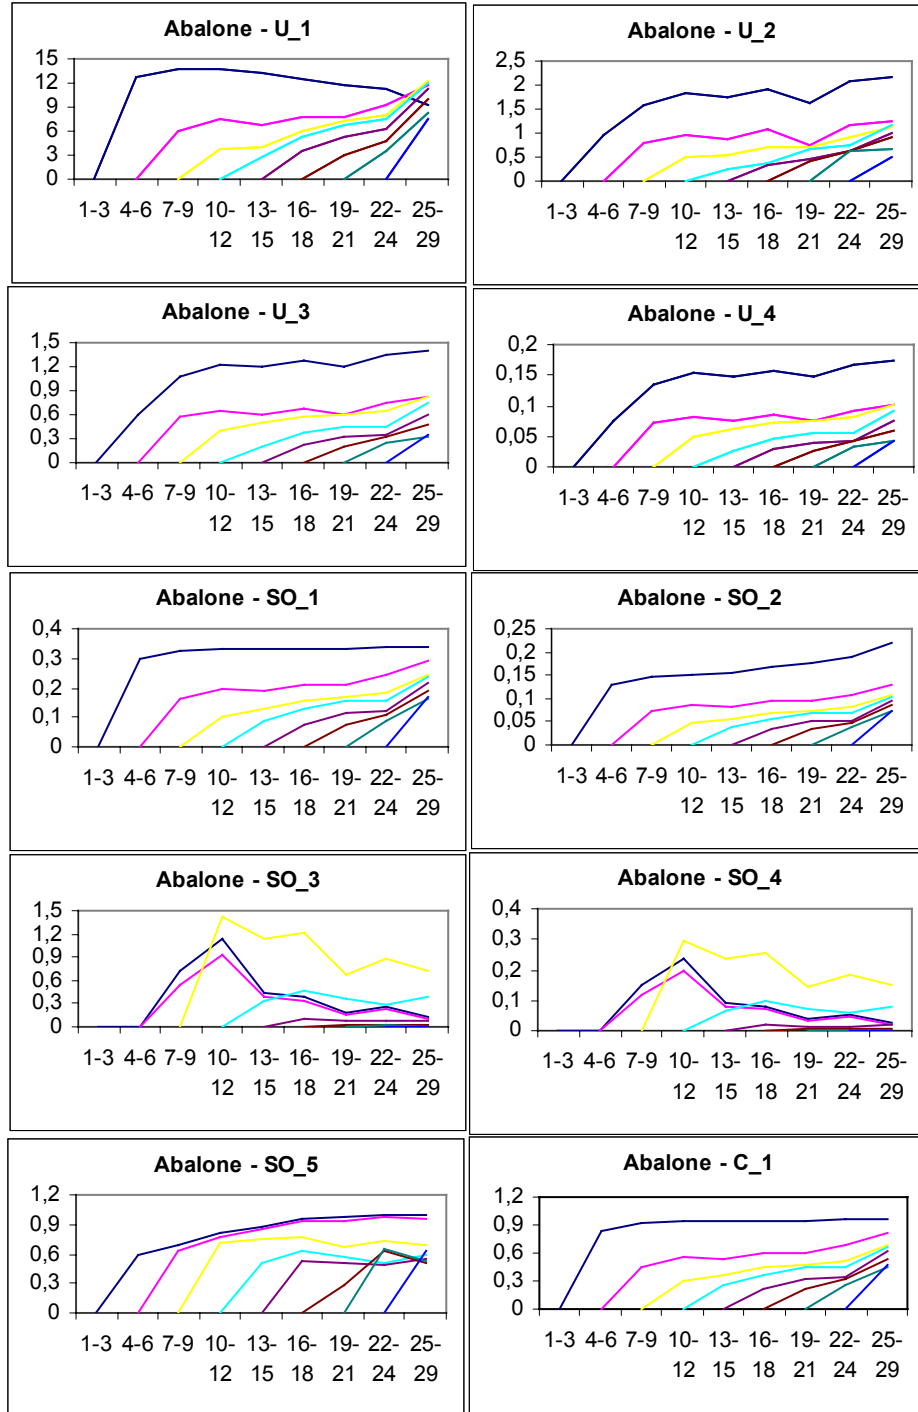 Abalone - U_1
15
12
9
6
3
0
1-3 4-6 7-9 10- 13- 16- 19- 22- 25-
12 15 18 21 24 29
Abalone - U_2
2,5
2
1,5
1
0,5
0
1-3 4-6 7-9 10- 13- 16- 19- 22- 25-
12 15 18 21 24 29
Abalone - U_3
1,5
1,2
0,9
0,6
0,3
0
1-3 4-6 7-9 10- 13- 16- 19- 22- 25-
12 15 18 21 24 29
Abalone - U_4
0,2
0,15
0,1
0,05
0
1-3 4-6 7-9 10- 13- 16- 19- 22- 25-
12 15 18 21 24 29
Abalone - SO_1
0,4
0,3
0,2
0,1
0
1-3 4-6 7-9 10- 13- 16- 19- 22- 25-
12 15 18 21 24 29
Abalone - SO_2
0,25
0,2
0,15
0,1
0,05
0
1-3 4-6 7-9 10- 13- 16- 19- 22- 25-
12 15 18 21 24 29
Abalone - SO_3
1,5
1,2
0,9
0,6
0,3
0
1-3 4-6 7-9 10- 13- 16- 19- 22- 25-
12 15 18 21 24 29
Abalone - SO_4
0,4
0,3
0,2
0,1
0
1-3 4-6 7-9 10- 13- 16- 19- 22- 25-
12 15 18 21 24 29
Abalone - SO_5
1,2
0,9
0,6
0,3
0
1-3 4-6 7-9 10- 13- 16- 19- 22- 25-
12 15 18 21 24 29
Abalone - C_1
1,2
0,9
0,6
0,3
0
1-3 4-6 7-9 10- 13- 16- 19- 22- 25-
12 15 18 21 24 29